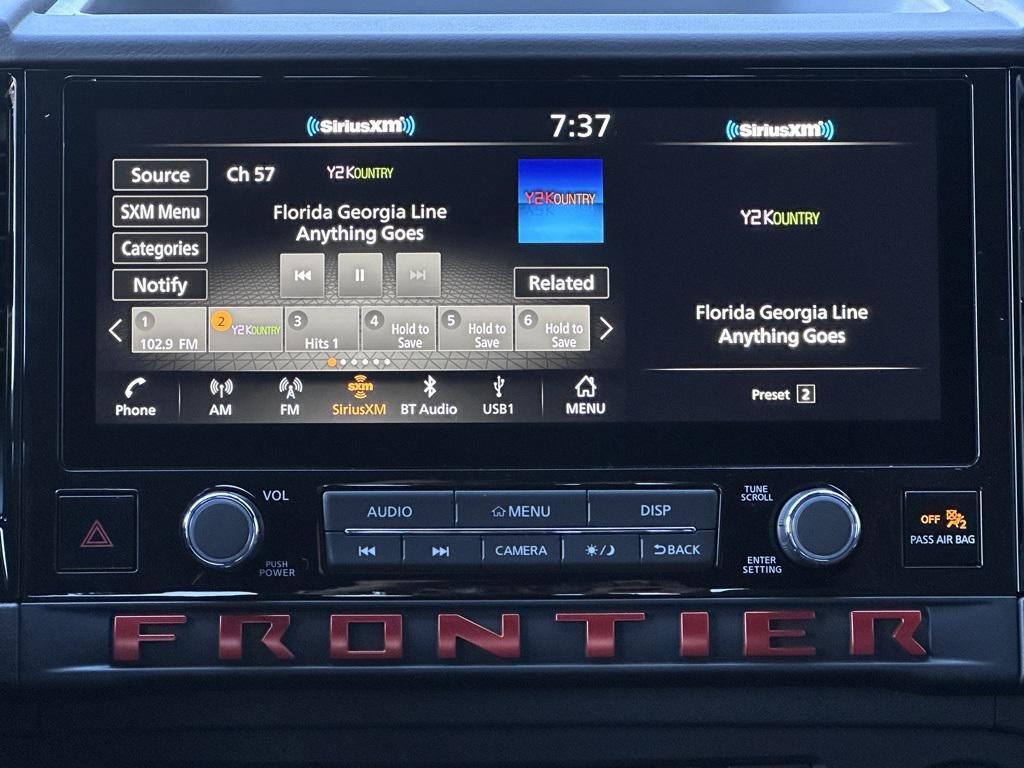 SiriusXM
7:37
SiriusXM
Source
Ch 57
Y2KOUNTRY
SXM Menu
Florida Georgia Line
Anything Goes
Y2KOUNTRY
Y2KOUNTRY
Categories
Notify
Related
1
102.9 FM
2
Y2KOUNTRY
3
Hits 1
4
Hold to
Save
5
Hold to
Save
6
Hold to
Save
Florida Georgia Line
Anything Goes
Preset 2
Phone
AM
FM
sxm
SiriusXM
BT Audio
USB1
MENU
VOL
PUSH
POWER
AUDIO
MENU
DISP
CAMERA
BACK
TUNE
SCROLL
ENTER
SETTING
OFF
2
PASS AIR BAG
FRONTIER